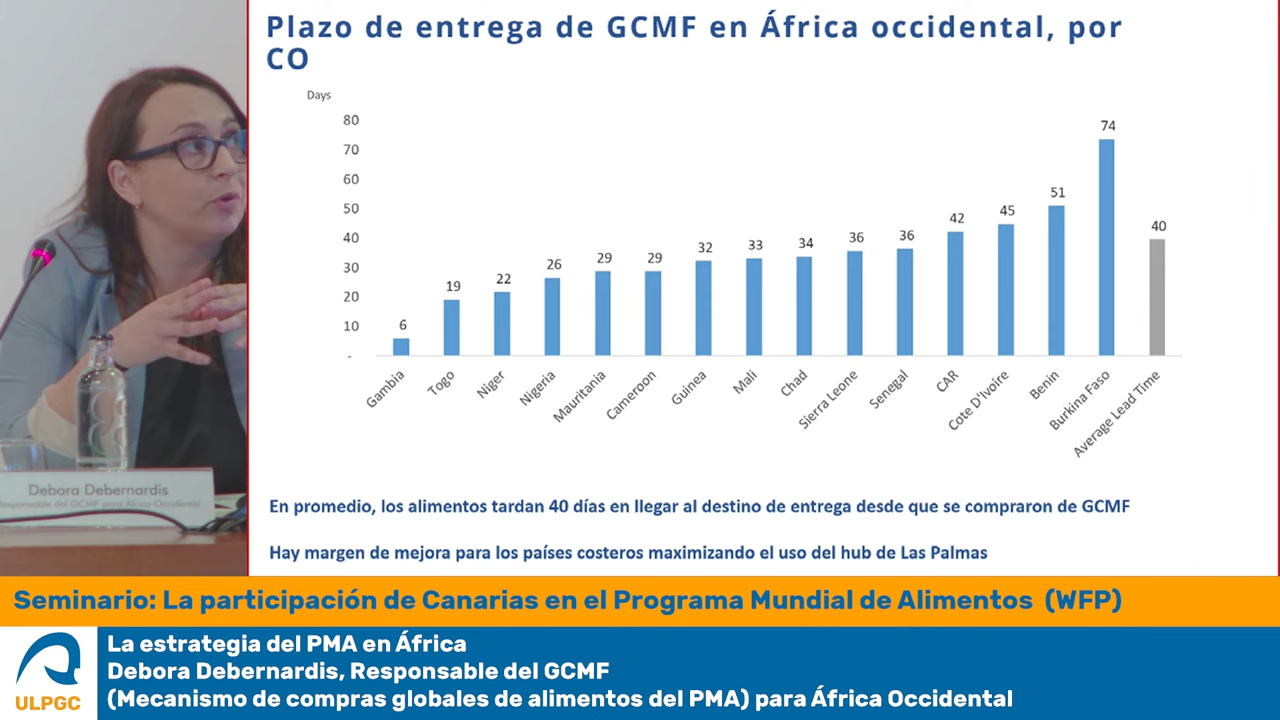 Plazo de entrega de GCMF en África occidental, por
CO
Days
80
70
60
50
40
30
20
10
-
6
19
22
26
29
29
32
33
34
36
36
42
45
51
74
40
Gambia
Togo
Niger
Nigeria
Mauritania
Cameroon
Guinea
Mali
Chad
Sierra Leone
Senegal
CAR
Cote D'Ivoire
Benin
Burkina Faso
Average Lead Time
En promedio, los alimentos tardan 40 días en llegar al destino de entrega desde que se compraron de GCMF
Hay margen de mejora para los países costeros maximizando el uso del hub de Las Palmas
Debora Debernardis
Responsable del GCMF para África Occidental
Seminario: La participación de Canarias en el Programa Mundial de Alimentos (WFP)
ULPGC
La estrategia del PMA en África
Debora Debernardis, Responsable del GCMF
(Mecanismo de compras globales de alimentos del PMA) para África Occidental